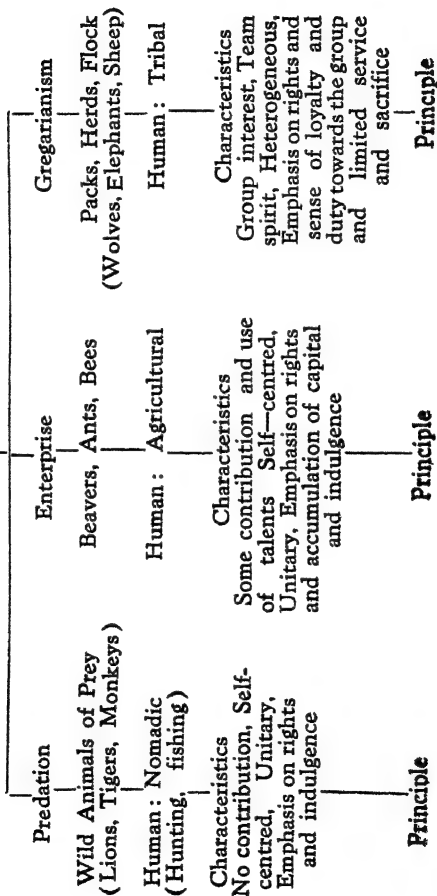 Predation
Wild Animals of Prey
( Lions, Tigers, Monkeys )
Human : Nomadic
( Hunting, fishing )
Characteristics
No contribution, Self-
centred, Unitary,
Emphasis on rights
and indulgence
Principle
Enterprise
Beavers, Ants, Bees
Human : Agricultural
Characteristics
Some contribution and use
of talents Self—centred,
Unitary, Emphasis on rights
and accumulation of capital
and indulgence
Principle
Gregarianism
Packs, Herds, Flock
(Wolves, Elephants, Sheep)
Human : Tribal
Characteristics
Group interest, Team
spirit, Heterogeneous,
Emphasis on rights and
sense of loyalty and
duty towards the group
and limited service
and sacrifice
Principle